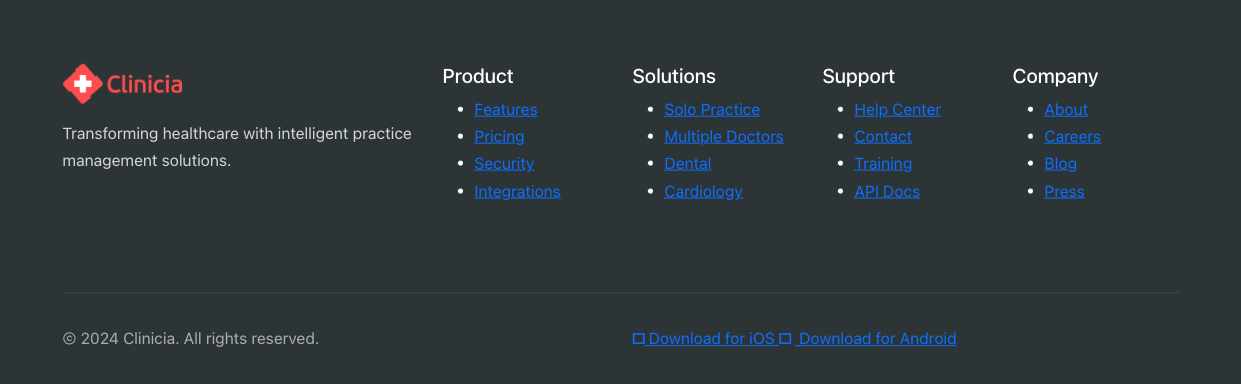 Clinicia
Transforming healthcare with intelligent practice
management solutions.
Product
Features
Pricing
Security
Integrations
Solutions
Solo Practice
Multiple Doctors
Dental
Cardiology
Support
Help Center
Contact
Training
API Docs
Company
About
Careers
Blog
Press
© 2024 Clinicia. All rights reserved.
Download for iOS Download for Android